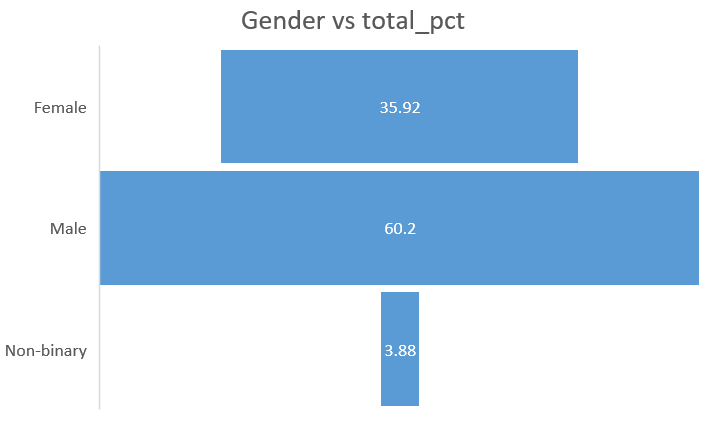 Gender vs total_pct
Female
35.92
Male
60.2
Non-binary
3.88